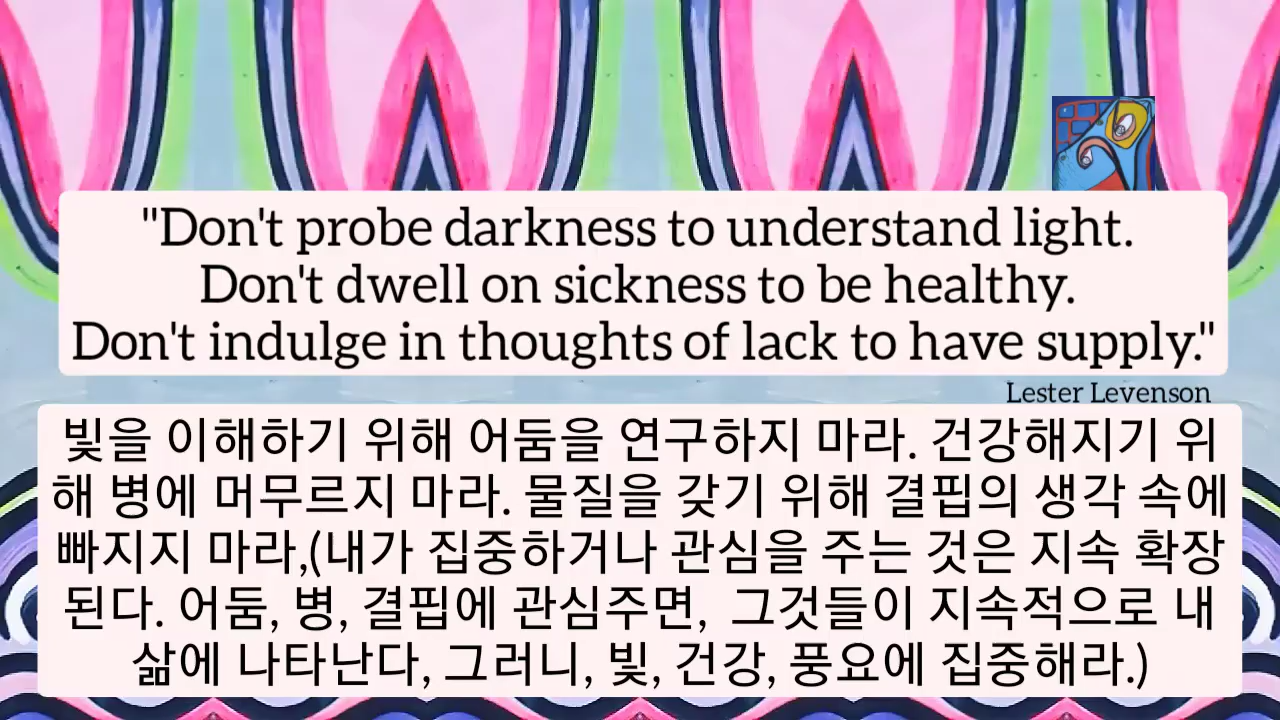 "Don't probe darkness to understand light.
Don't dwell on sickness to be healthy.
Don't indulge in thoughts of lack to have supply."
Lester Levenson
빛을 이해하기 위해 어둠을 연구하지 마라. 건강해지기 위
해 병에 머무르지 마라. 물질을 갖기 위해 결핍의 생각 속에
빠지지 마라,(내가 집중하거나 관심을 주는 것은 지속 확장
된다. 어둠, 병, 결핍에 관심주면,  그것들이 지속적으로 내
삶에 나타난다, 그러니, 빛, 건강, 풍요에 집중해라.)